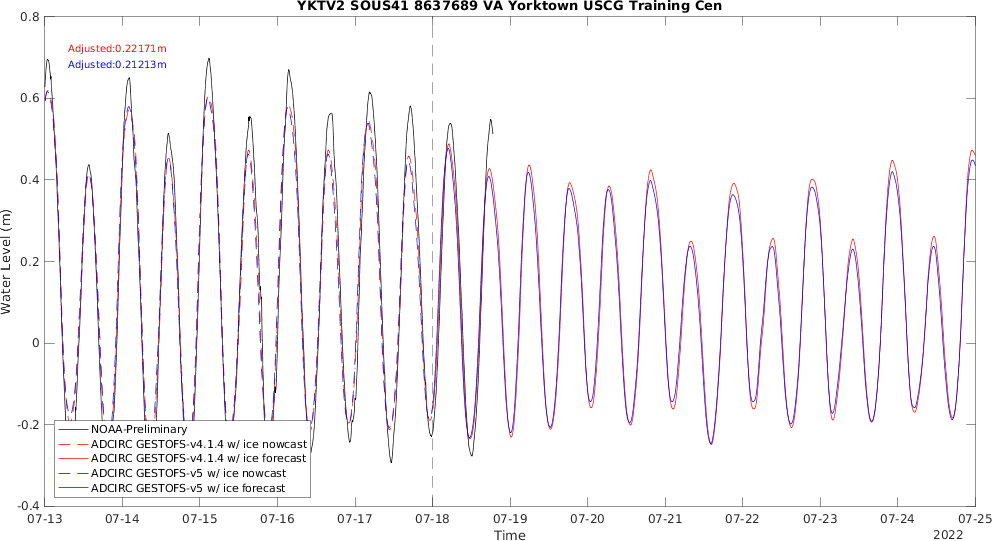 YKTV2 SOUS41 8637689 VA Yorktown USCG Training Cen
Adjusted:0.22171m
Adjusted:0.21213m
Water Level (m)
0.8
0.6
0.4
0.2
0
-0.2
-0.4
NOAA-Preliminary
ADCIRC GESTOFS-v4.1.4 w/ ice nowcast
ADCIRC GESTOFS-v4.1.4 w/ ice forecast
ADCIRC GESTOFS-v5 w/ ice nowcast
ADCIRC GESTOFS-v5 w/ ice forecast
07-13 07-14 07-15 07-16 07-17 07-18 07-19 07-20 07-21 07-22 07-23 07-24 07-25
Time
2022